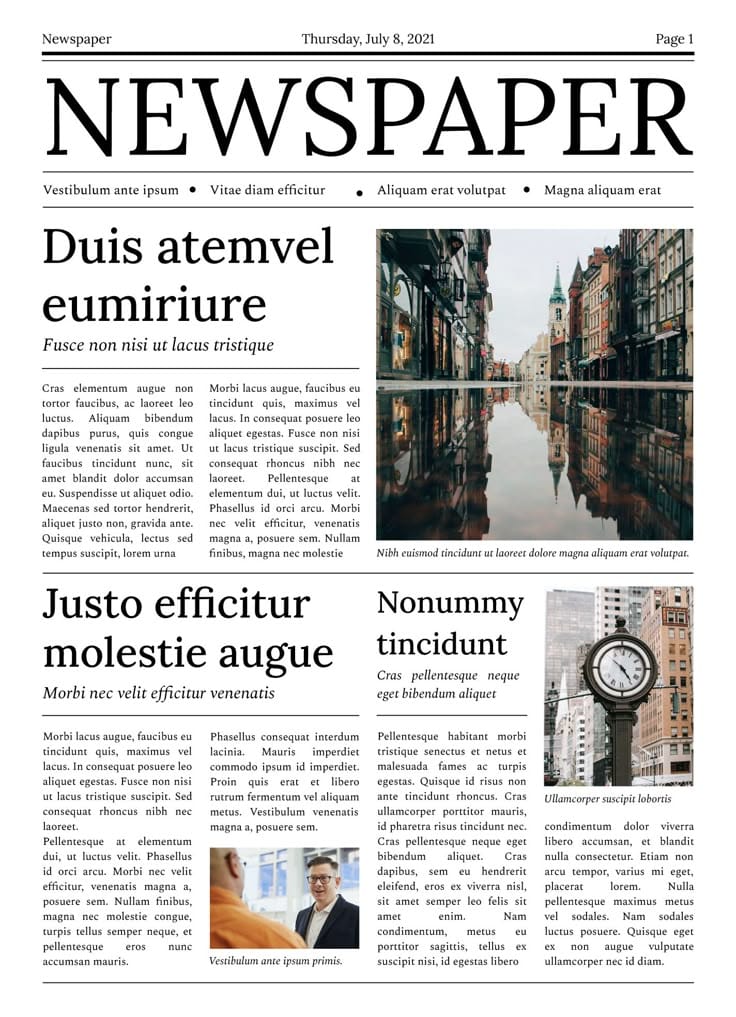 Newspaper
Thursday, July 8, 2021
Page 1
NEWSPAPER
Vestibulum ante ipsum • Vitae diam efficitur • Aliquam erat volutpat • Magna aliquam erat
Duis atemvel
eumiriure
Fusce non nisi ut lacus tristique
Cras elementum augue non
tortor faucibus, ac laoreet leo
luctus. Aliquam bibendum
dapibus purus, quis congue
ligula venenatis sit amet. Ut
faucibus tincidunt nunc, sit
amet blandit dolor accumsan
eu. Suspendisse ut aliquet odio.
Maecenas sed tortor hendrerit,
aliquet justo non, gravida ante.
Quisque vehicula, lectus sed
tempus suscipit, lorem urna
Morbi lacus augue, faucibus eu
tincidunt quis, maximus vel
lacus. In consequat posuere leo
aliquet egestas. Fusce non nisi
ut lacus tristique suscipit. Sed
consequat rhoncus nibh nec
laoreet. Pellentesque at
elementum dui, ut luctus velit.
Phasellus id orci arcu. Morbi
nec velit efficitur, venenatis
magna a, posuere sem. Nullam
finibus, magna nec molestie
Nibh euismod tincidunt ut laoreet dolore magna aliquam erat volutpat.
Justo efficitur
molestie augue
Morbi nec velit efficitur venenatis
Morbi lacus augue, faucibus eu
tincidunt quis, maximus vel
lacus. In consequat posuere leo
aliquet egestas. Fusce non nisi
ut lacus tristique suscipit. Sed
consequat rhoncus nibh nec
laoreet.
Pellentesque at elementum
dui, ut luctus velit. Phasellus
id orci arcu. Morbi nec velit
efficitur, venenatis magna a,
posuere sem. Nullam finibus,
magna nec molestie congue,
turpis tellus semper neque, et
pellentesque eros nunc
accumsan mauris.
Phasellus consequat interdum
lacinia. Mauris imperdiet
commodo ipsum id imperdiet.
Proin quis erat et libero
rutrum fermentum vel aliquam
metus. Vestibulum venenatis
magna a, posuere sem.
Vestibulum ante ipsum primis.
Nonummy
tincidunt
Cras pellentesque neque
eget bibendum aliquet
Pellentesque habitant morbi
tristique senectus et netus et
malesuada fames ac turpis
egestas. Quisque id risus non
ante tincidunt rhoncus. Cras
ullamcorper porttitor mauris,
id pharetra risus tincidunt nec.
Cras pellentesque neque eget
bibendum aliquet. Cras
dapibus, sem eu hendrerit
eleifend, eros ex viverra nisl,
sit amet semper leo felis sit
amet enim. Nam
condimentum, metus eu
porttitor sagittis, tellus ex
suscipit nisi, id egestas libero
Ullamcorper suscipit lobortis
condimentum dolor viverra
libero accumsan, et blandit
nulla consectetur. Etiam non
arcu tempor, varius mi eget,
placerat lorem. Nulla
pellentesque maximus metus
vel sodales. Nam sodales
luctus posuere. Quisque eget
ex non augue vulputate
ullamcorper nec id diam.